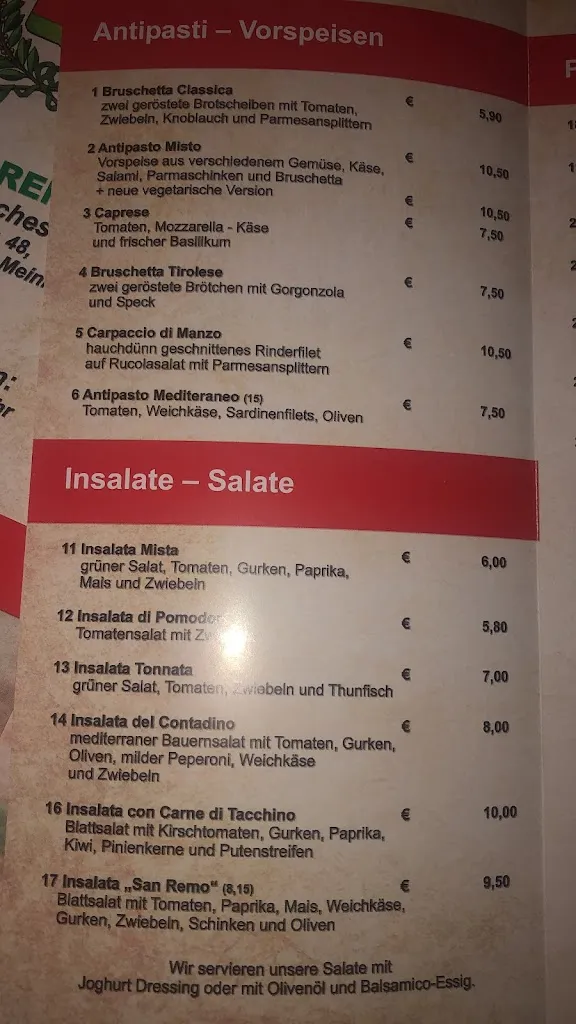 Antipasti – Vorspeisen
1 Bruschetta Classica € 5,90
zwei geröstete Brotscheiben mit Tomaten,
Zwiebeln, Knoblauch und Parmesansplittern
2 Antipasto Misto € 10,50
Vorspeise aus verschiedenem Gemüse, Käse,
Salami, Parmaschinken und Bruschetta
+ neue vegetarische Version € 10,50
3 Caprese € 7,50
Tomaten, Mozzarella - Käse
und frischer Basilikum
4 Bruschetta Tirolese € 7,50
zwei geröstete Brötchen mit Gorgonzola
und Speck
5 Carpaccio di Manzo € 10,50
hauchdünn geschnittenes Rinderfilet
auf Rucolasalat mit Parmesansplittern
6 Antipasto Mediteraneo (15) € 7,50
Tomaten, Weichkäse, Sardinenfilets, Oliven
Insalate – Salate
11 Insalata Mista € 6,00
grüner Salat, Tomaten, Gurken, Paprika,
Mais und Zwiebeln
12 Insalata di € 5,80
Tomatensalat mit
13 Insalata Tonnata € 7,00
grüner Salat, Tomaten, Zwiebeln und Thunfisch
14 Insalata del Contadino € 8,00
mediterraner Bauernsalat mit Tomaten, Gurken,
Oliven, milder Peperoni, Weichkäse
und Zwiebeln
16 Insalata con Carne di Tacchino € 10,00
Blattsalat mit Kirschtomaten, Gurken, Paprika,
Kiwi, Pinienkerne und Putenstreifen
17 Insalata „San Remo“ (8,15) € 9,50
Blattsalat mit Tomaten, Paprika, Mais, Weichkäse,
Gurken, Zwiebeln, Schinken und Oliven
Wir servieren unsere Salate mit
Joghurt Dressing oder mit Olivenöl und Balsamico-Essig.